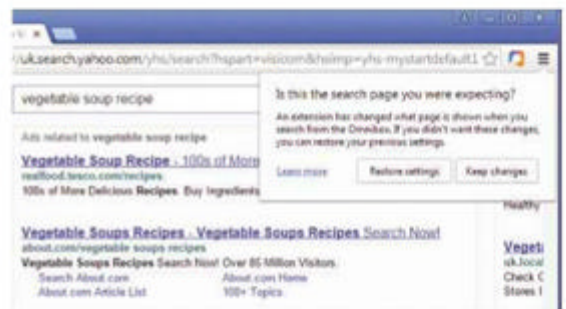 uk.search.yahoo.com/yhs/search?hspart=visicom&hsimp=yhs-mystartdefault1
vegetable soup recipe
Is this the search page you were expecting?
An extension has changed what page is shown when you
search from the Omnibox. If you didn't want these changes,
you can restore your previous settings.
Learn more
Restore settings
Keep changes
Ads related to vegetable soup recipe
Vegetable Soup Recipe - 100s of More
realfood.tesco.com/recipes
100s of More Delicious Recipes. Buy Ingredients
Healthy
Vegetable Soups Recipes - Vegetable Soups Recipes Search Now!
about.com/vegetable soups recipes
Vegetable Soups Recipes Search Now! Over 85 Million Visitors.
Search About.com
About.com Home
About.com Article List
100+ Topics
Vegeta
uk.local
Check C
Stores I